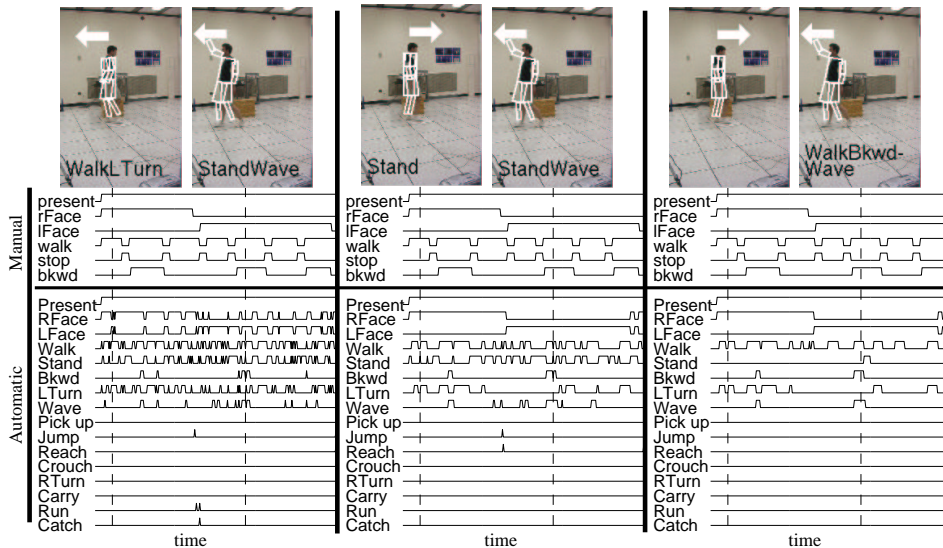 WalkLTurn
StandWave
Stand
StandWave
WalkBkwd-
Wave
Manual
present
rFace
lFace
walk
stop
bkwd
present
rFace
lFace
walk
stop
bkwd
present
rFace
lFace
walk
stop
bkwd
Automatic
Present
RFace
LFace
Walk
Stand
Bkwd
LTurn
Wave
Pick up
Jump
Reach
Crouch
RTurn
Carry
Run
Catch
Present
RFace
LFace
Walk
Stand
Bkwd
LTurn
Wave
Pick up
Jump
Reach
Crouch
RTurn
Carry
Run
Catch
Present
RFace
LFace
Walk
Stand
Bkwd
LTurn
Wave
Pick up
Jump
Reach
Crouch
RTurn
Carry
Run
Catch
time
time
time